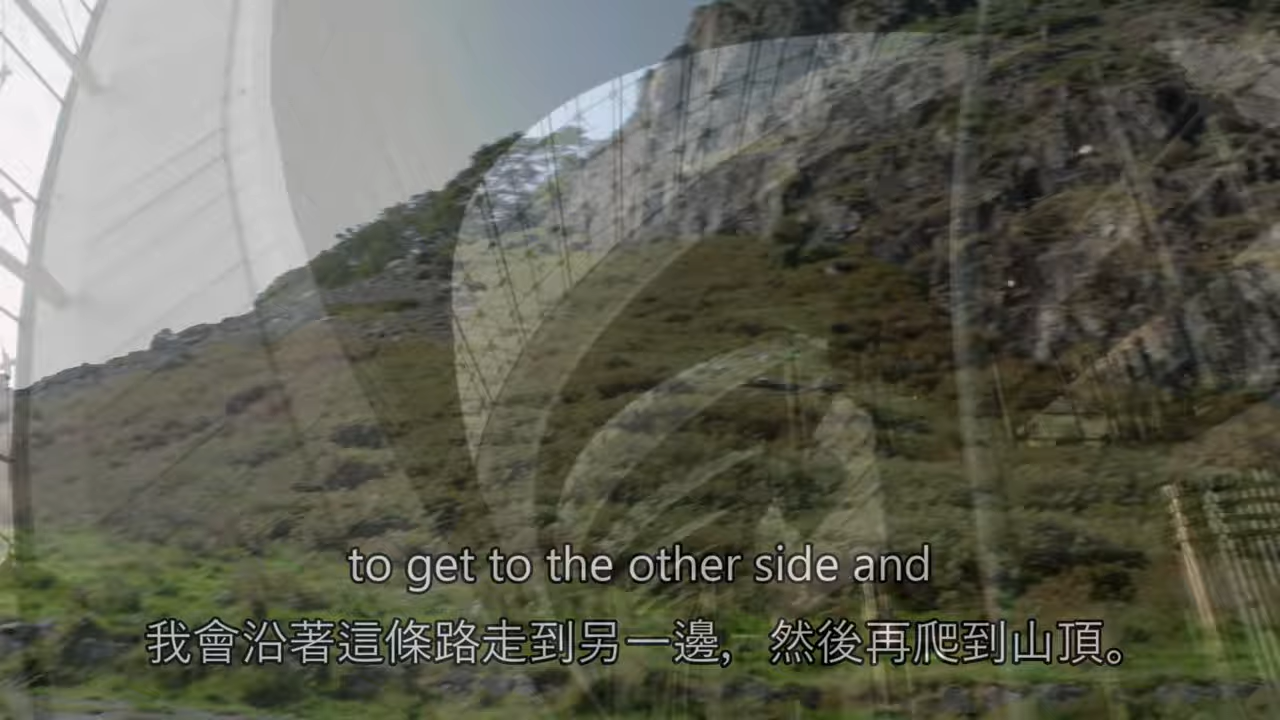 to get to the other side and
我會沿著這條路走到另一邊，然後再爬到山頂。